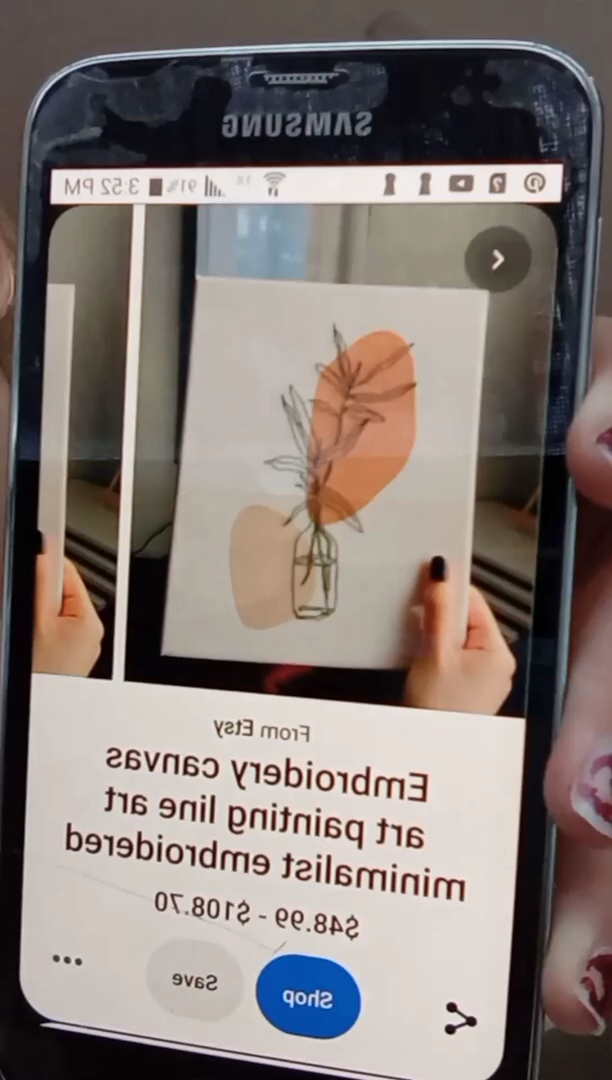 SAMSUNG
91% 3:52 PM
From Etsy
Embroidery canvas
art painting line art
minimalist embroidered
$48.99 - $108.70
Shop
Save